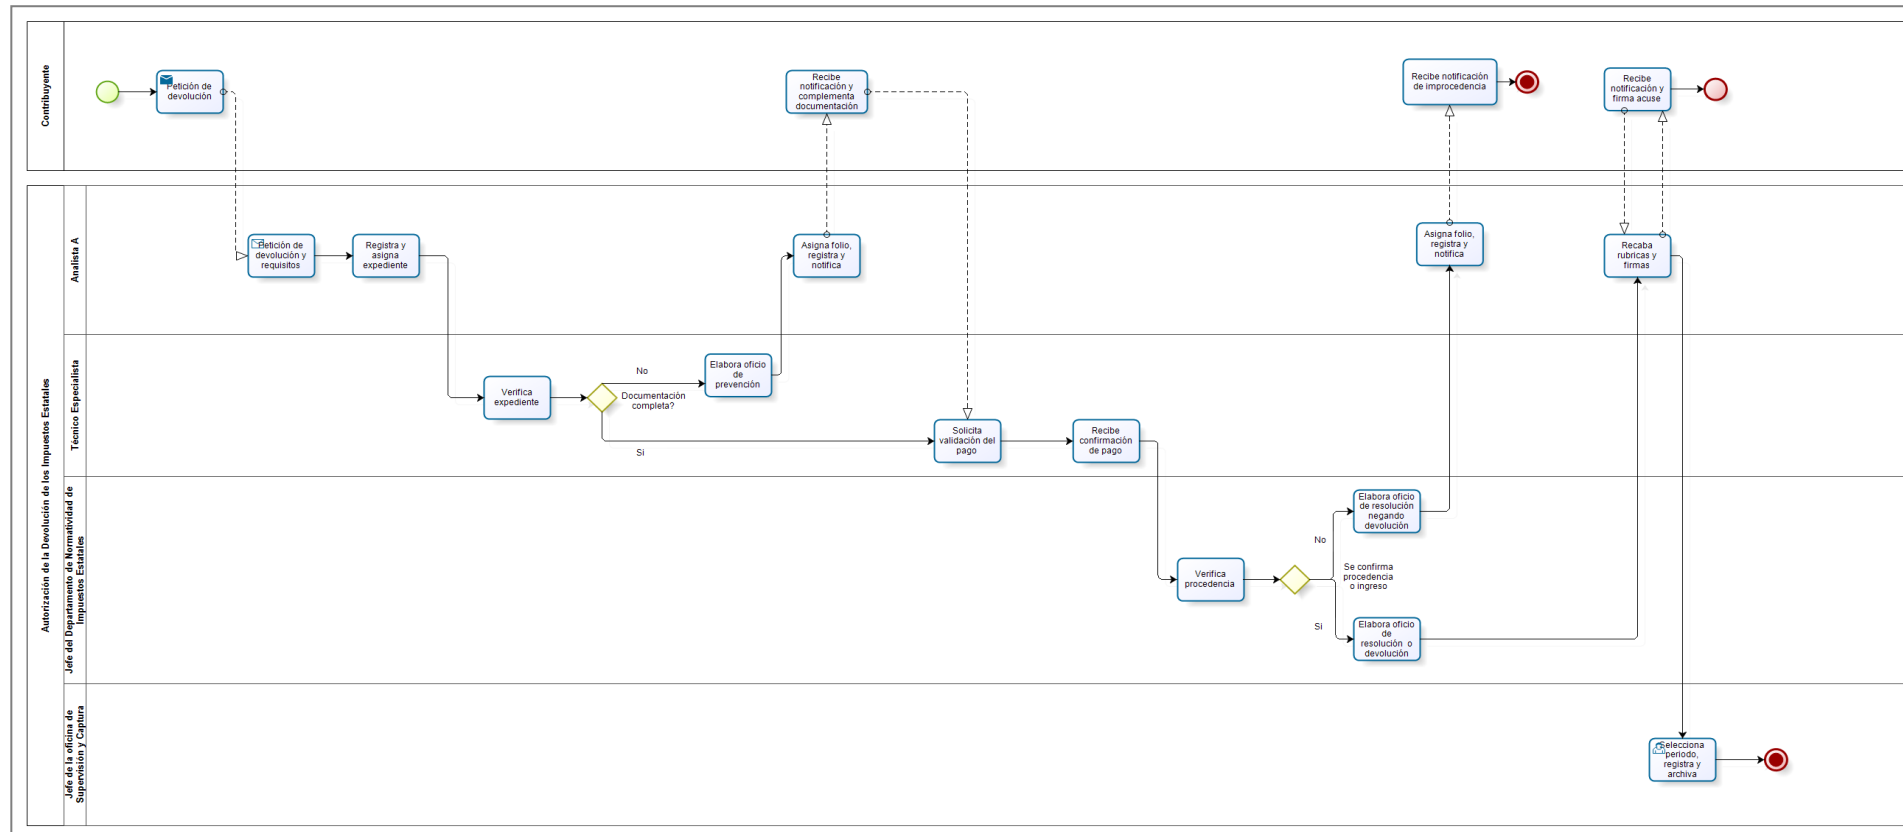 Contribuyente
Petición de
devolución
Recibe
notificación y
complementa
documentación
Recibe notificación
de improcedencia
Recibe
notificación y
firma acuse
Autorización de la Devolución de los Impuestos Estatales
Analista A
Petición de
devolución y
requisitos
Registra y
asigna
expediente
Asigna folio,
registra y
notifica
Asigna folio,
registra y
notifica
Recaba
rubricas y
firmas
Técnico Especialista
Verifica
expediente
No
Documentación
completa?
Si
Elabora oficio
de
prevención
Solicita
validación del
pago
Recibe
confirmación
de pago
Jefe del Departamento de Normatividad de
Impuestos Estatales
Verifica
procedencia
No
Se confirma
procedencia
o ingreso
Si
Elabora oficio
de resolución
negando
devolución
Elabora oficio
de
resolución o
devolución
Jefe de la oficina de
Supervisión y Captura
Selecciona
periodo,
registra y
archiva